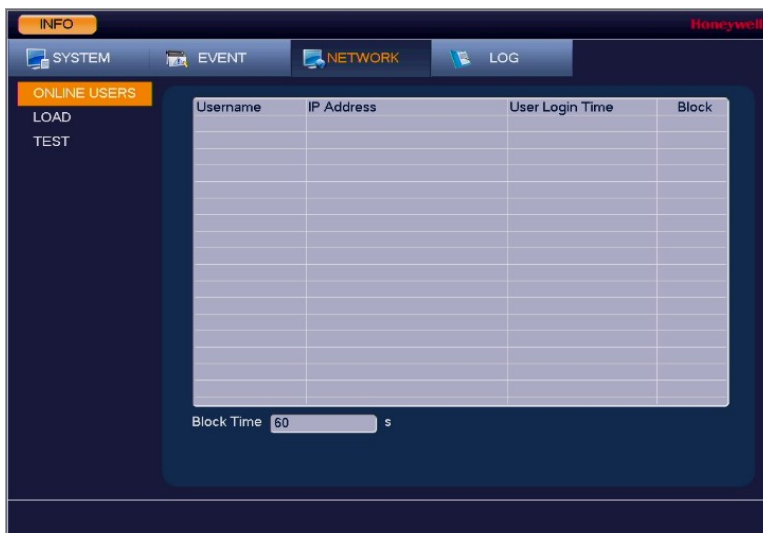 INFO
Honeywell
SYSTEM EVENT NETWORK LOG
ONLINE USERS
LOAD
TEST
Username IP Address User Login Time Block
Block Time 60 s